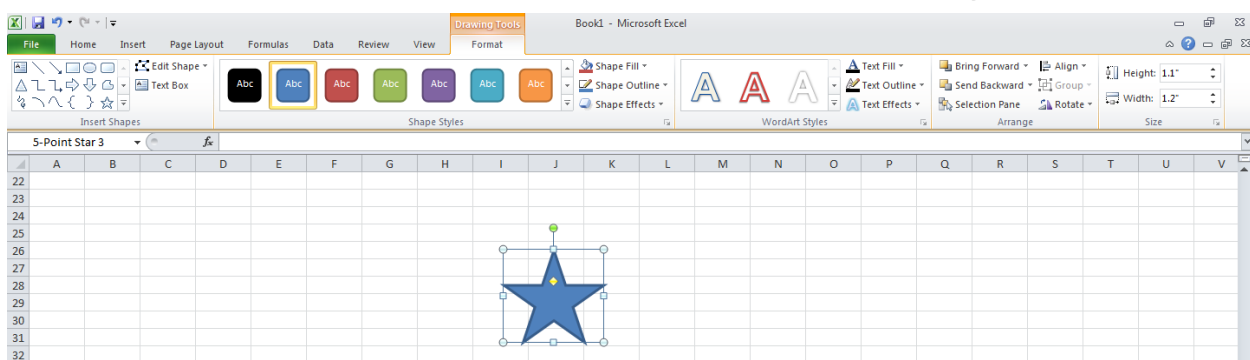 Drawing Tools Book1 - Microsoft Excel
File Home Insert Page Layout Formulas Data Review View Format
Edit Shape
Text Box
Insert Shapes
Abc Abc Abc Abc Abc Abc Abc
Shape Fill
Shape Outline
Shape Effects
Shape Styles
A A A
Text Fill
Text Outline
Text Effects
WordArt Styles
Bring Forward
Send Backward
Selection Pane
Align
Group
Rotate
Arrange
Height: 1.1"
Width: 1.2"
Size
5-Point Star 3 fx
A B C D E F G H I J K L M N O P Q R S T U V
22
23
24
25
26
27
28
29
30
31
32